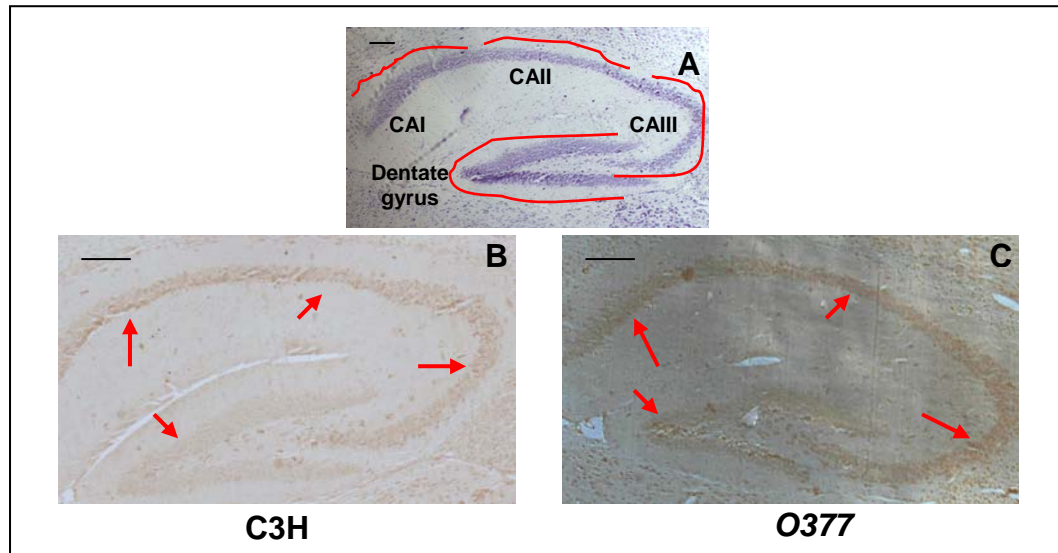 A
CAII
CAI
CAIII
Dentate
gyrus
B
C
C3H
O377